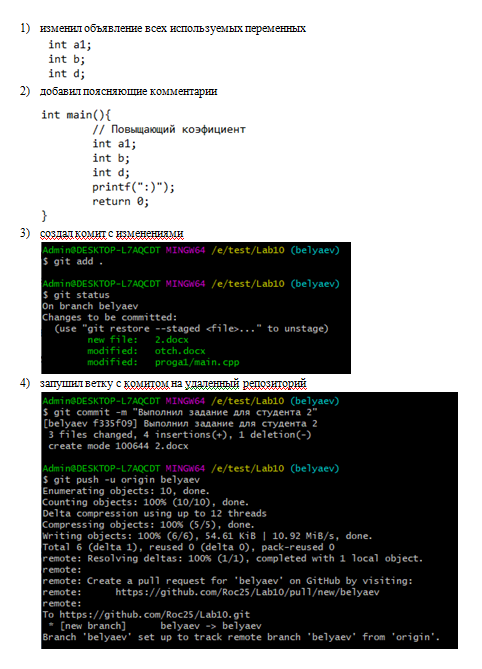 1) изменил объявление всех используемых переменных
int a1;
int b;
int d;
2) добавил поясняющие комментарии
int main(){
// Повыщающий коэфициент
int a1;
int b;
int d;
printf(":)");
return 0;
}
3) создал комит с изменениями
Admin@DESKTOP-L7AQCDT MINGW64 /e/test/Lab10 (belyaev)
$ git add .
Admin@DESKTOP-L7AQCDT MINGW64 /e/test/Lab10 (belyaev)
$ git status
On branch belyaev
Changes to be committed:
(use "git restore --staged <file>..." to unstage)
new file: 2.docx
modified: otch.docx
modified: proga1/main.cpp
4) запушил ветку с комитом на удаленный репозиторий
Admin@DESKTOP-L7AQCDT MINGW64 /e/test/Lab10 (belyaev)
$ git commit -m "Выполнил задание для студента 2"
[belyaev f335f09] Выполнил задание для студента 2
3 files changed, 4 insertions(+), 1 deletion(-)
create mode 100644 2.docx
Admin@DESKTOP-L7AQCDT MINGW64 /e/test/Lab10 (belyaev)
$ git push -u origin belyaev
Enumerating objects: 10, done.
Counting objects: 100% (10/10), done.
Delta compression using up to 12 threads
Compressing objects: 100% (5/5), done.
Writing objects: 100% (6/6), 54.61 KiB | 10.92 MiB/s, done.
Total 6 (delta 1), reused 0 (delta 0), pack-reused 0
remote: Resolving deltas: 100% (1/1), completed with 1 local object.
remote:
remote: Create a pull request for 'belyaev' on GitHub by visiting:
remote: https://github.com/Roc25/Lab10/pull/new/belyaev
remote:
To https://github.com/Roc25/Lab10.git
* [new branch] belyaev -> belyaev
Branch 'belyaev' set up to track remote branch 'belyaev' from 'origin'.